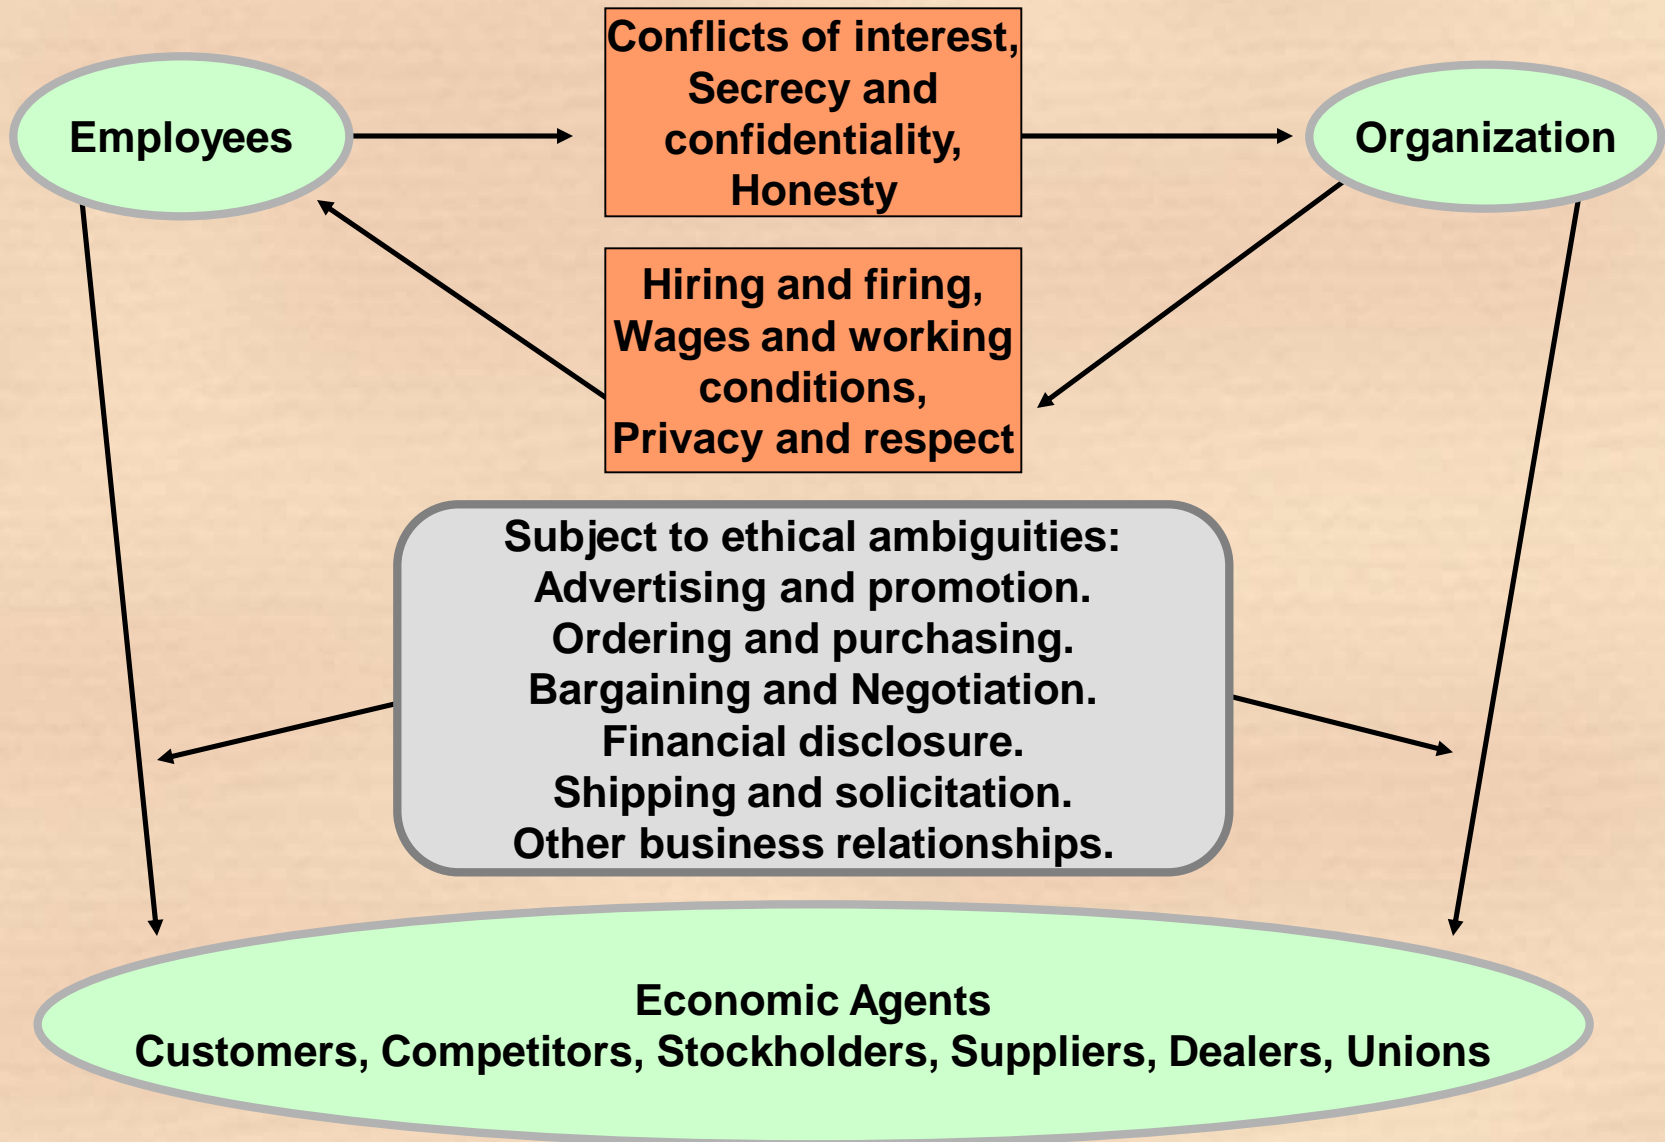 Conflicts of interest,
Secrecy and
confidentiality,
Honesty
Employees
Organization
Hiring and firing,
Wages and working
conditions,
Privacy and respect
Subject to ethical ambiguities:
Advertising and promotion.
Ordering and purchasing.
Bargaining and Negotiation.
Financial disclosure.
Shipping and solicitation.
Other business relationships.
Economic Agents
Customers, Competitors, Stockholders, Suppliers, Dealers, Unions